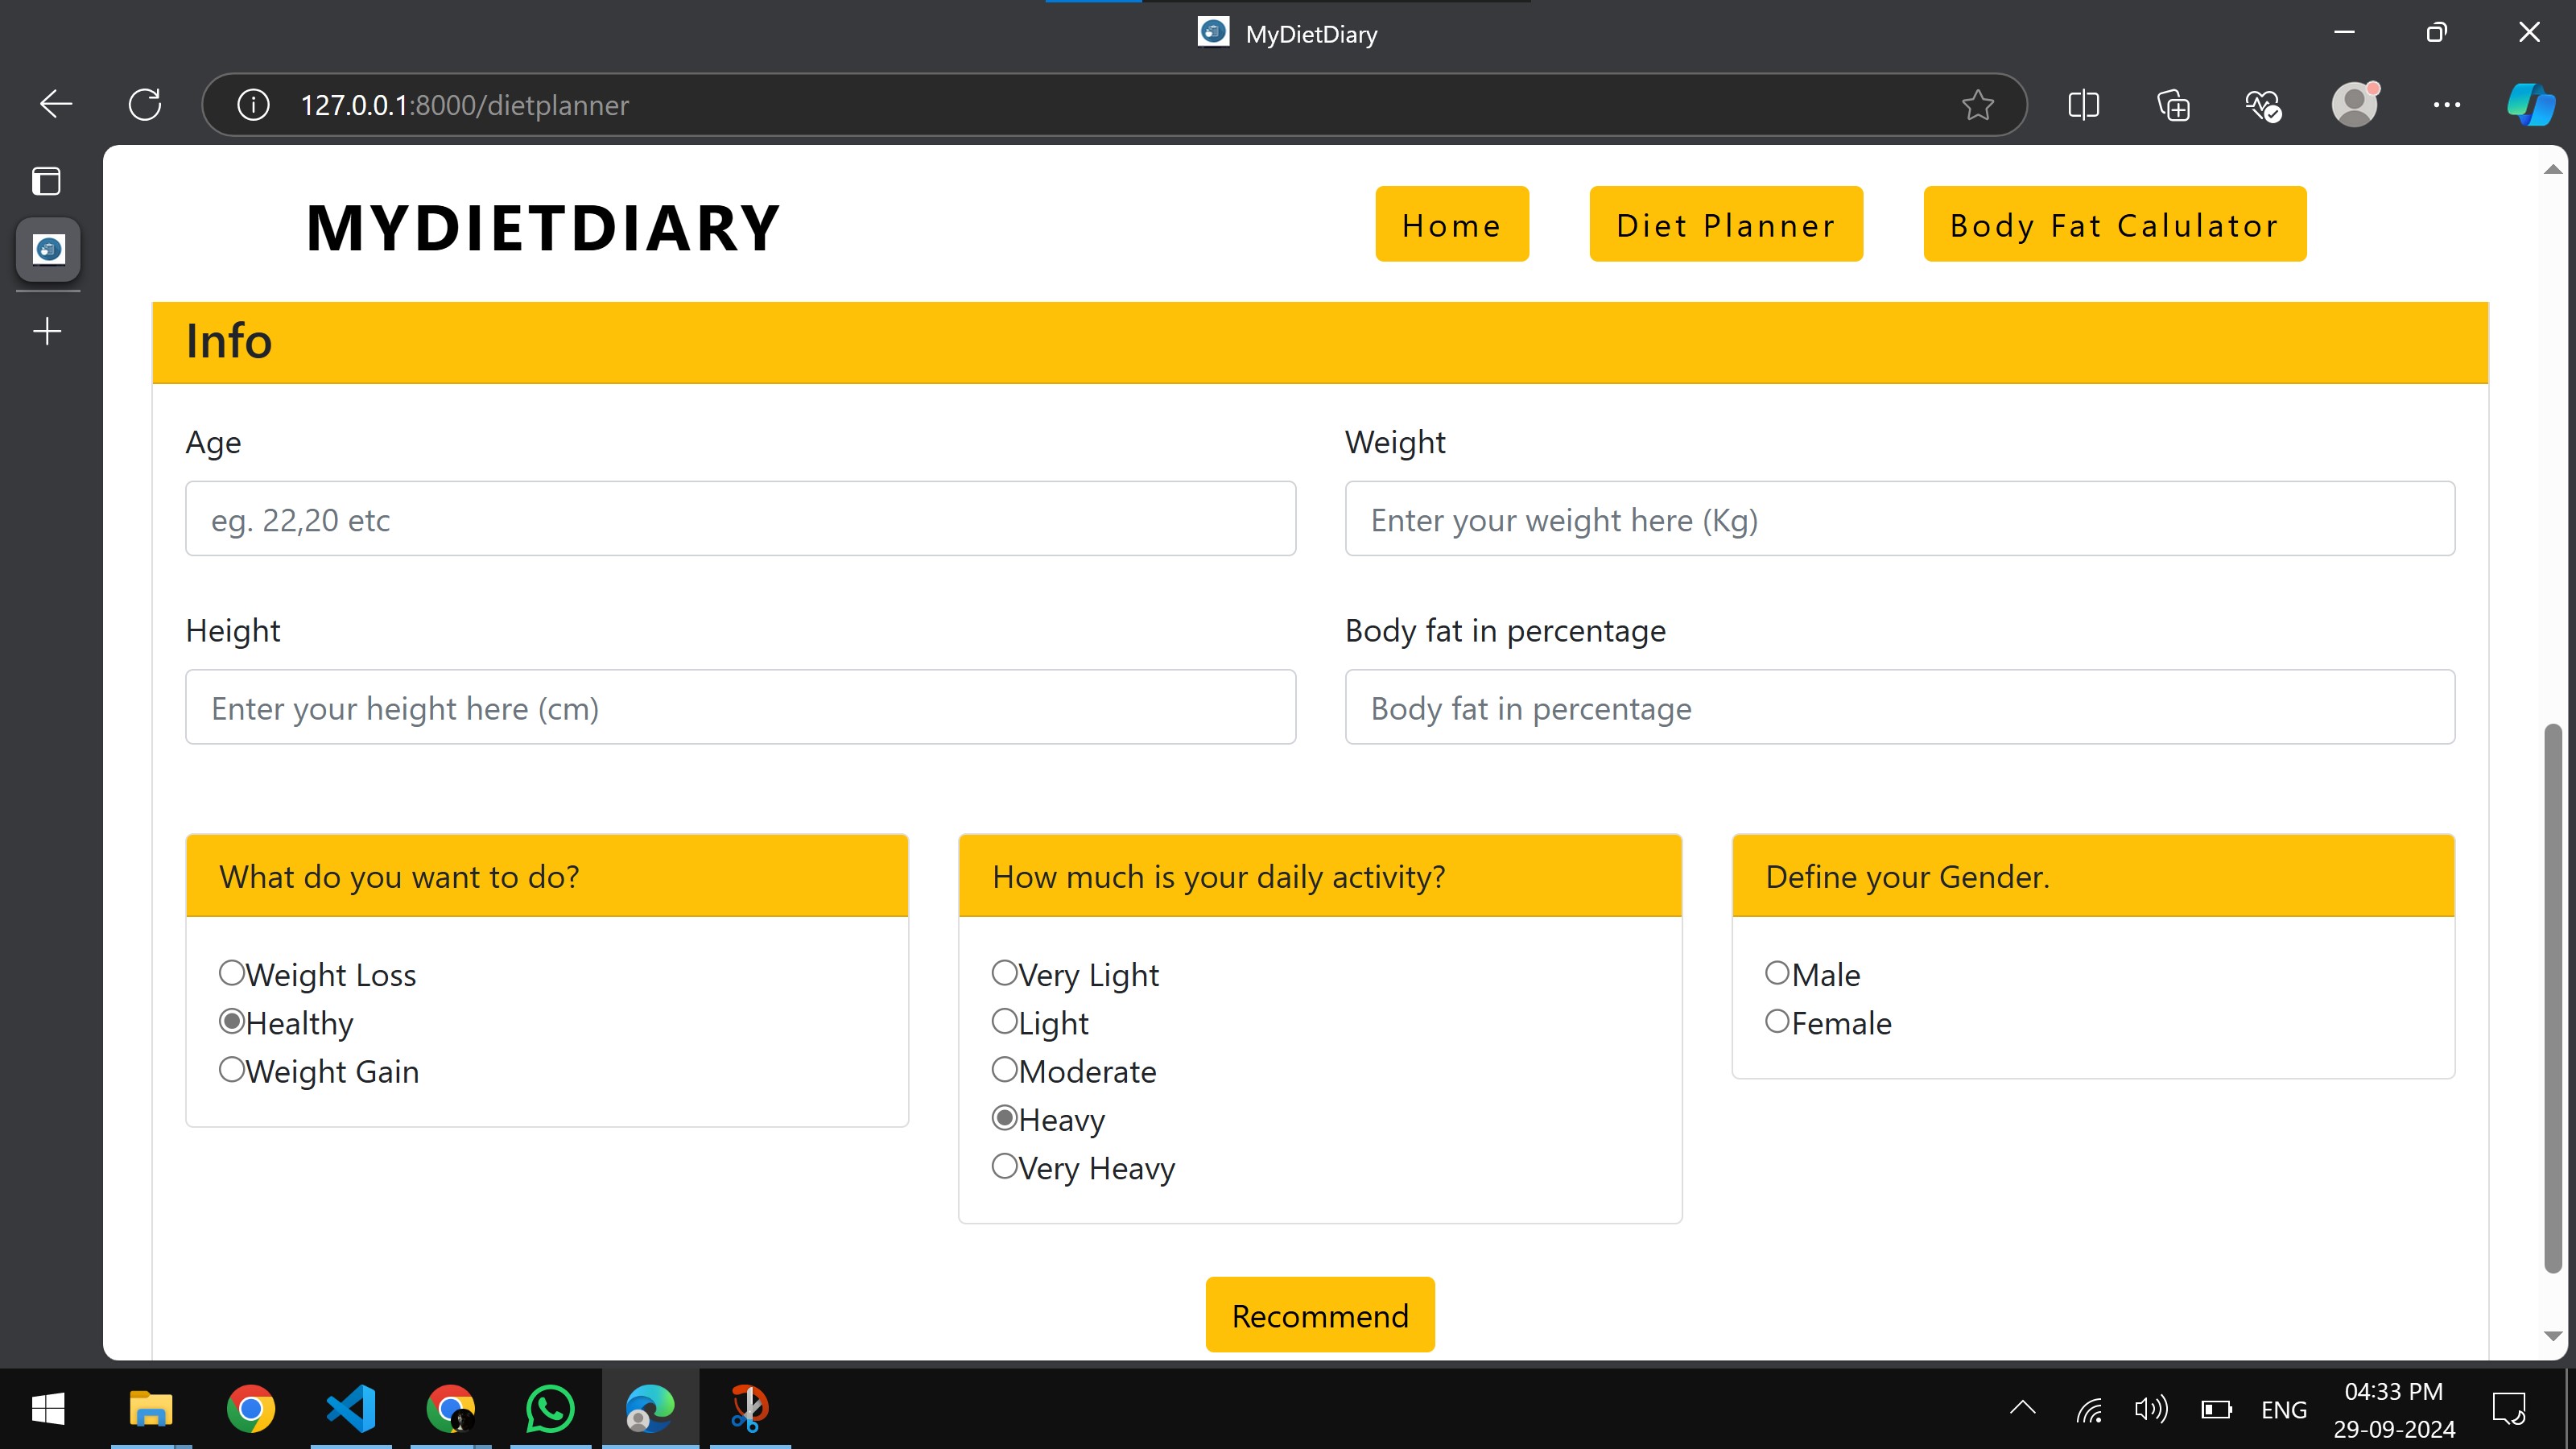 MyDietDiary
127.0.0.1:8000/dietplanner
MYDIETDIARY
Home
Diet Planner
Body Fat Calulator
Info
Age
Weight
eg. 22,20 etc
Enter your weight here (Kg)
Height
Body fat in percentage
Enter your height here (cm)
Body fat in percentage
What do you want to do?
Weight Loss
Healthy
Weight Gain
How much is your daily activity?
Very Light
Light
Moderate
Heavy
Very Heavy
Define your Gender.
Male
Female
Recommend
ENG
04:33 PM
29-09-2024